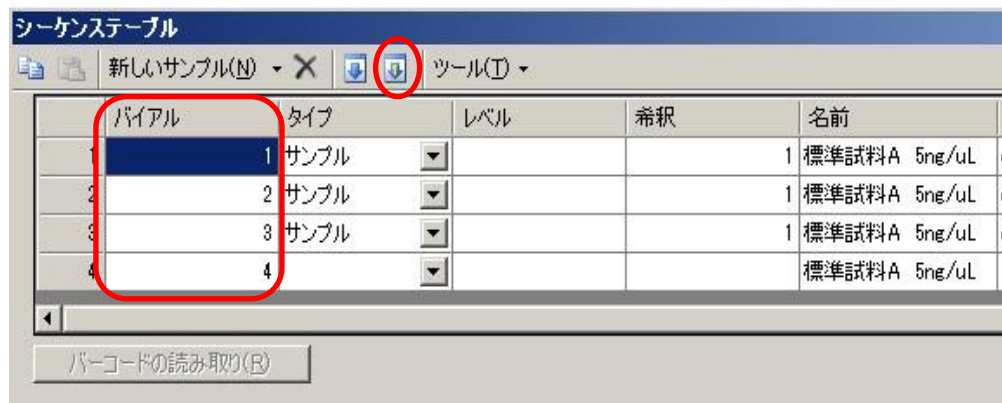 シーケンステーブル
新しいサンプル(N) ツール(T)
バイアル タイプ レベル 希釈 名前
1 1 サンプル 1 標準試料A 5ng/uL
2 2 サンプル 1 標準試料A 5ng/uL
3 3 サンプル 1 標準試料A 5ng/uL
4 4 標準試料A 5ng/uL
バーコードの読み取り(R)